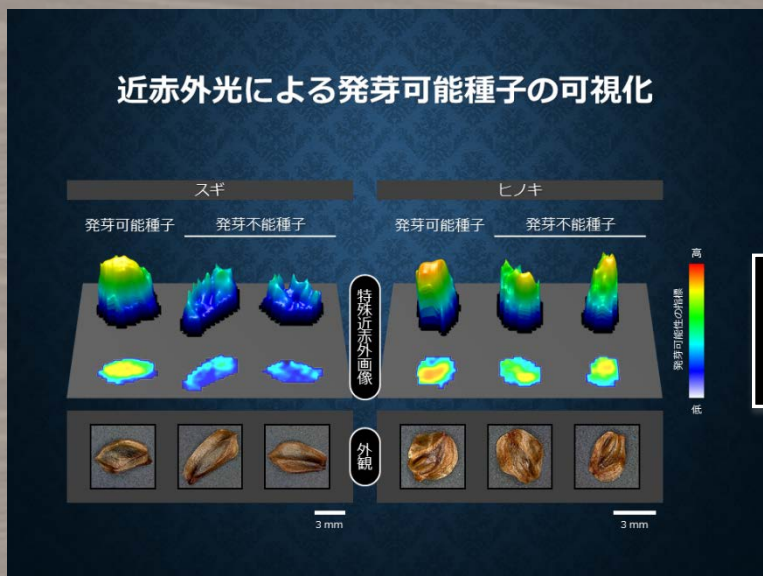 近赤外光による発芽可能種子の可視化
スギ
ヒノキ
発芽可能種子
発芽不能種子
発芽可能種子
発芽不能種子
特殊近赤外画像
高
発芽可能性の指標
低
外観
3 mm
3 mm